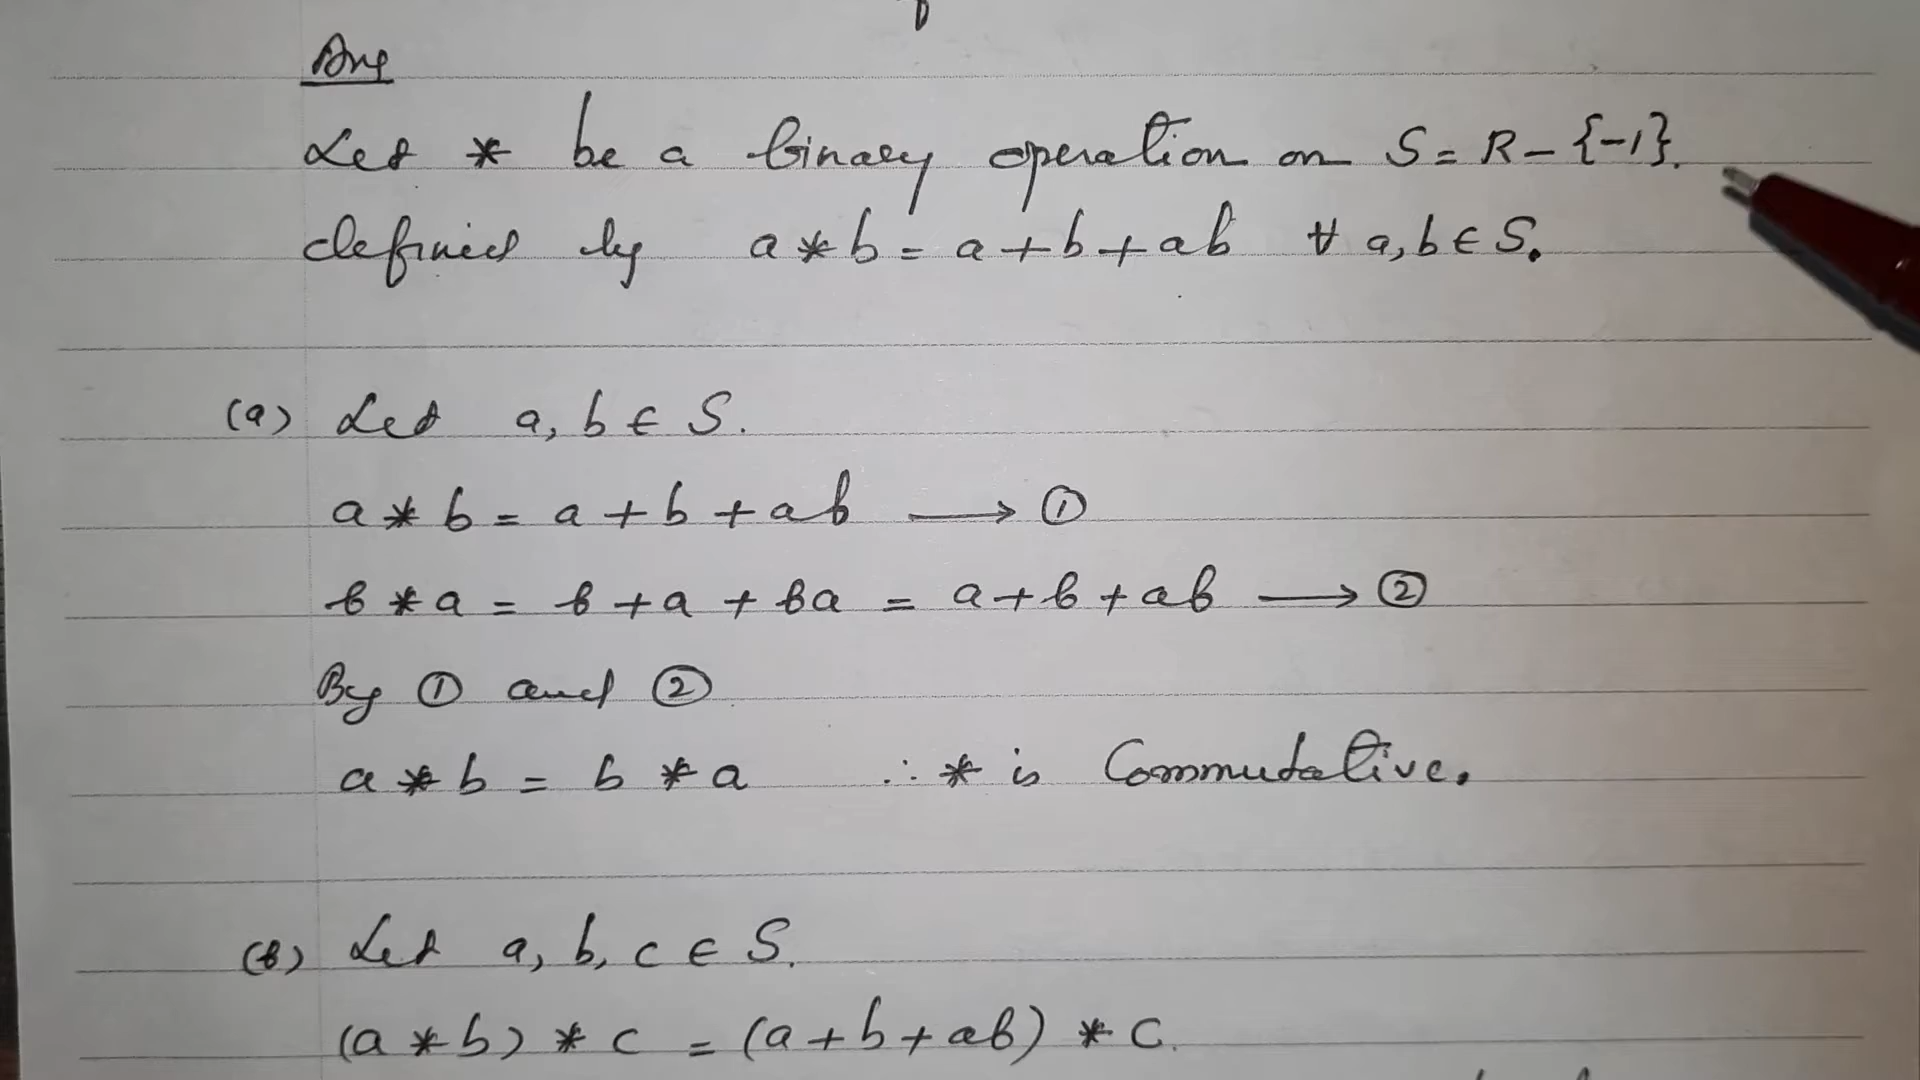 Ans
Let * be a binary operation on S = R - {-1}.
defined by a * b = a + b + ab ∀ a, b ∈ S.
(a) Let a, b ∈ S.
a * b = a + b + ab ⟶ ①
b * a = b + a + ba = a + b + ab ⟶ ②
By ① and ②
a * b = b * a ∴ * is Commutative.
(b) Let a, b, c ∈ S.
(a * b) * c = (a + b + ab) * c.